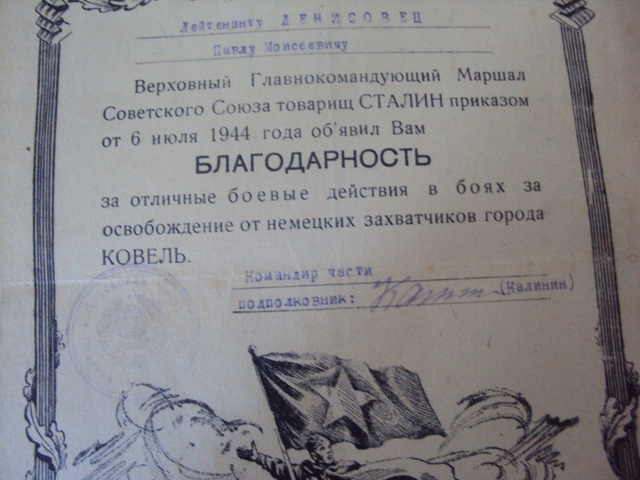 Лейтенанту ДЕНИСОВЕЦ
Павлу Моисеевичу
Верховный Главнокомандующий Маршал
Советского Союза товарищ СТАЛИН приказом
от 6 июля 1944 года об'явил Вам
БЛАГОДАРНОСТЬ
за отличные боевые действия в боях за
освобождение от немецких захватчиков города
КОВЕЛЬ.
Командир части
подполковник: (Калинин)